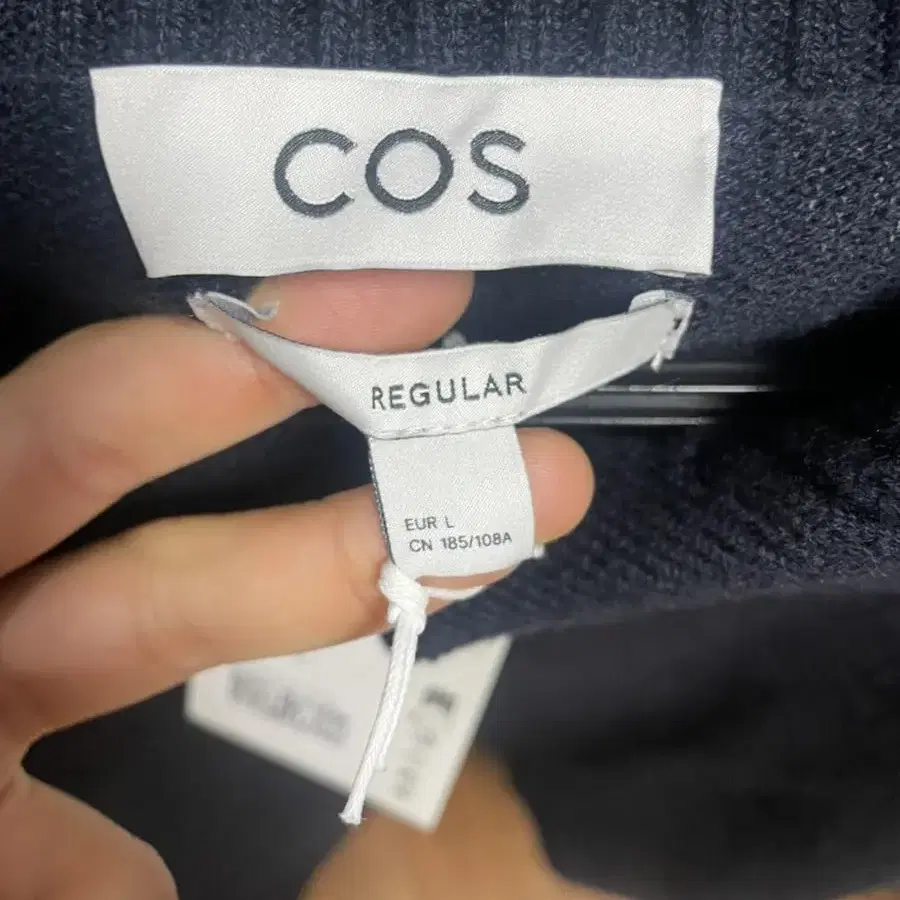 COS
REGULAR
EUR L
CN 185/108A